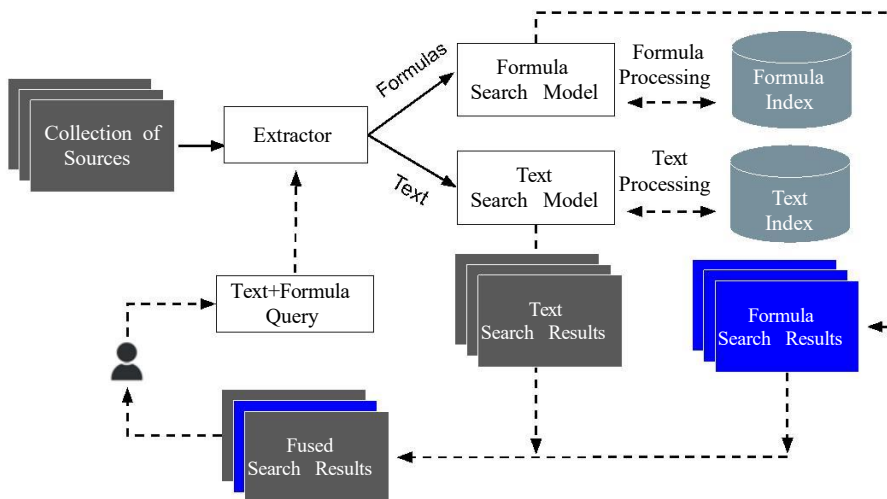 Collection of
Sources
Extractor
Formulas
Text
Formula
Search Model
Formula
Processing
Formula
Index
Text
Search Model
Text
Processing
Text
Index
Text+Formula
Query
Text
Search Results
Formula
Search Results
Fused
Search Results